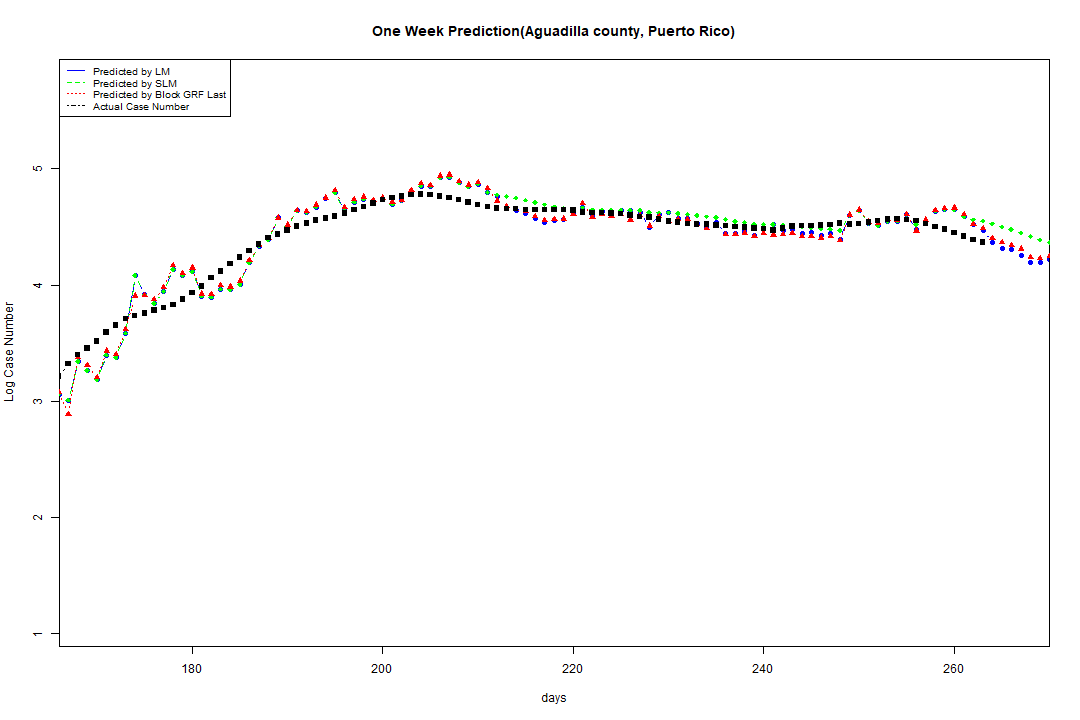 One Week Prediction(Aguadilla county, Puerto Rico)
Predicted by LM
Predicted by SLM
Predicted by Block GRF Last
Actual Case Number
5
4
3
2
1
Log Case Number
180 200 220 240 260
days